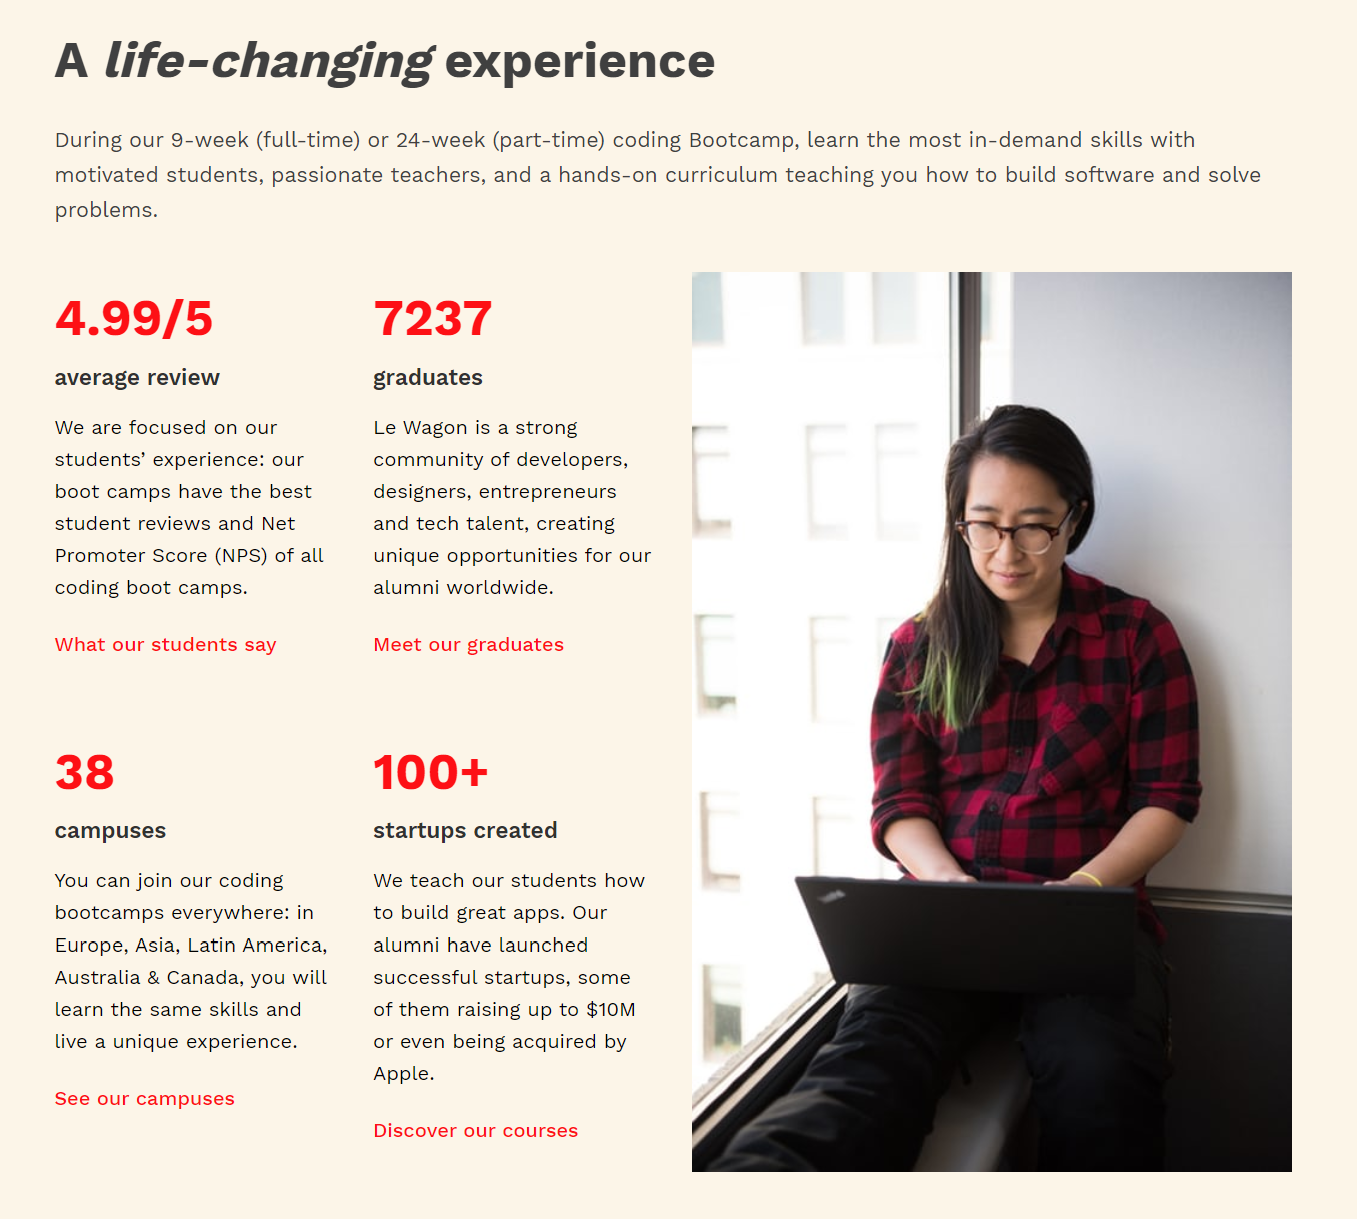 A life-changing experience
During our 9-week (full-time) or 24-week (part-time) coding Bootcamp, learn the most in-demand skills with
motivated students, passionate teachers, and a hands-on curriculum teaching you how to build software and solve
problems.
4.99/5
average review
We are focused on our
students’ experience: our
boot camps have the best
student reviews and Net
Promoter Score (NPS) of all
coding boot camps.
What our students say
7237
graduates
Le Wagon is a strong
community of developers,
designers, entrepreneurs
and tech talent, creating
unique opportunities for our
alumni worldwide.
Meet our graduates
38
campuses
You can join our coding
bootcamps everywhere: in
Europe, Asia, Latin America,
Australia & Canada, you will
learn the same skills and
live a unique experience.
See our campuses
100+
startups created
We teach our students how
to build great apps. Our
alumni have launched
successful startups, some
of them raising up to $10M
or even being acquired by
Apple.
Discover our courses